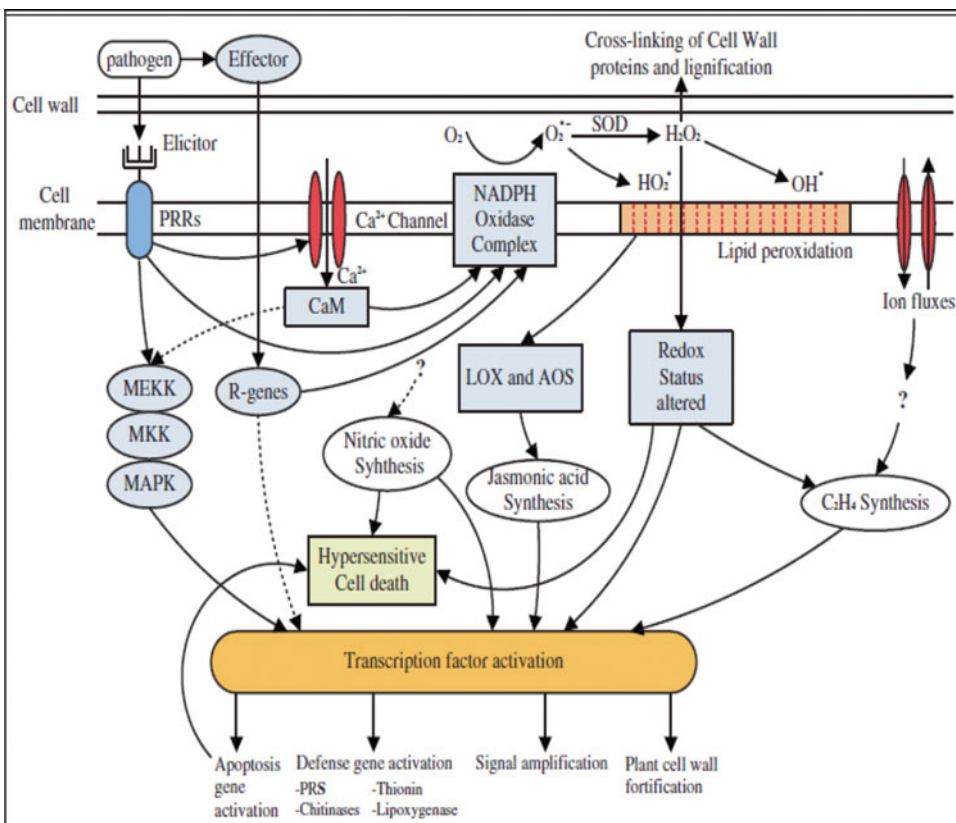 pathogen
Effector
Cross-linking of Cell Wall
proteins and lignification
Cell wall
Elicitor
O₂
O₂•⁻
SOD
H₂O₂
HO₂•
OH•
Cell
membrane
PRRs
Ca²⁺ Channel
NADPH
Oxidase
Complex
Lipid peroxidation
Ca²⁺
CaM
Ion fluxes
MEKK
MKK
MAPK
R-genes
?
LOX and AOS
Redox
Status
altered
?
Nitric oxide
Syhthesis
Jasmonic acid
Synthesis
C₂H₄ Synthesis
Hypersensitive
Cell death
Transcription factor activation
Apoptosis
gene
activation
Defense gene activation
-PRS -Thionin
-Chitinases -Lipoxygenase
Signal amplification
Plant cell wall
fortification